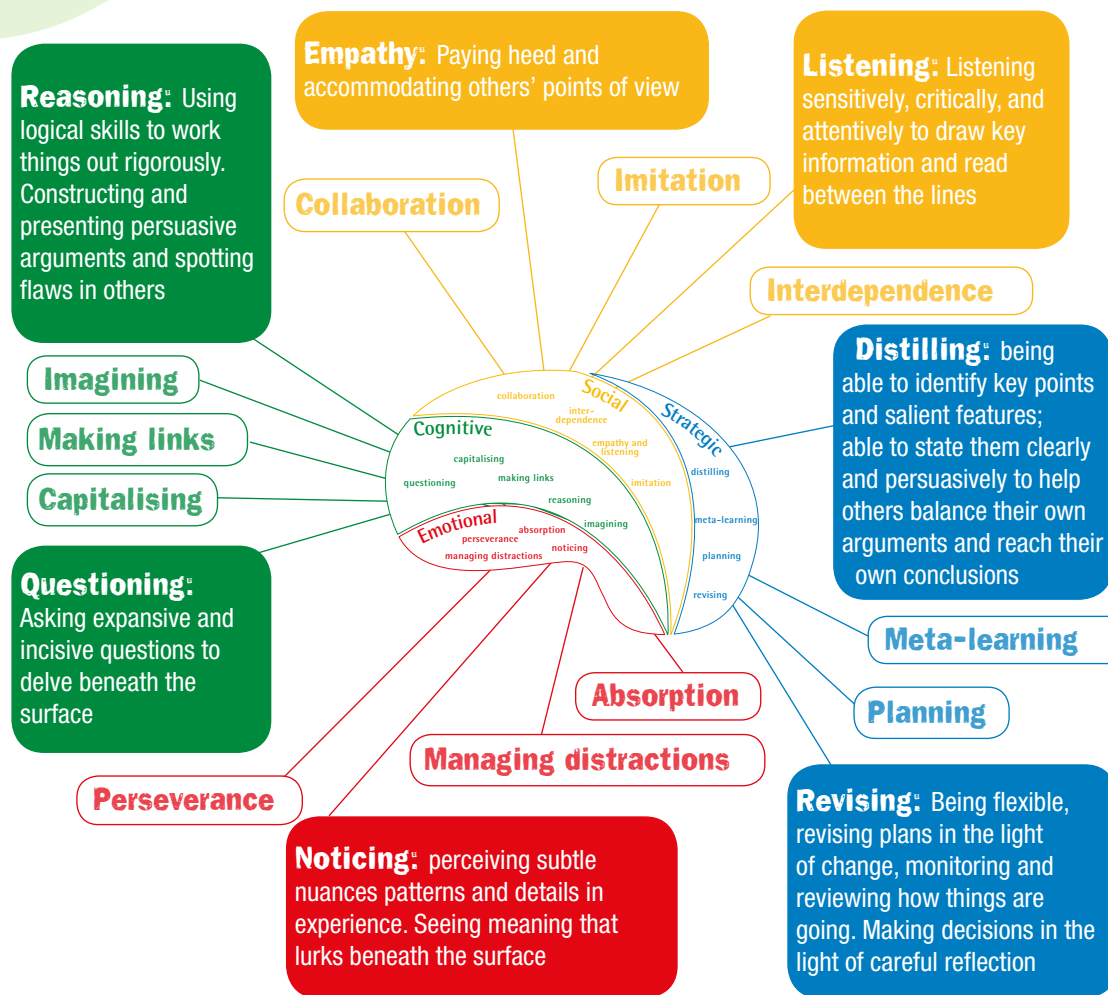 Empathy: Paying heed and
accommodating others' points of view
Listening: Listening
sensitively, critically, and
attentively to draw key
information and read
between the lines
Reasoning: Using
logical skills to work
things out rigorously.
Constructing and
presenting persuasive
arguments and spotting
flaws in others
Collaboration
Imitation
Interdependence
Distilling: being
able to identify key points
and salient features;
able to state them clearly
and persuasively to help
others balance their own
arguments and reach their
own conclusions
Imagining
Making links
Capitalising
Questioning:
Asking expansive and
incisive questions to
delve beneath the
surface
Social
collaboration
inter-
dependence
empathy and
listening
imitation
Cognitive
capitalising
questioning
making links
reasoning
imagining
Emotional
absorption
perseverance
managing distractions
noticing
Strategic
distilling
meta-learning
planning
revising
Meta-learning
Planning
Absorption
Managing distractions
Perseverance
Noticing: perceiving subtle
nuances patterns and details in
experience. Seeing meaning that
lurks beneath the surface
Revising: Being flexible,
revising plans in the light
of change, monitoring and
reviewing how things are
going. Making decisions in the
light of careful reflection